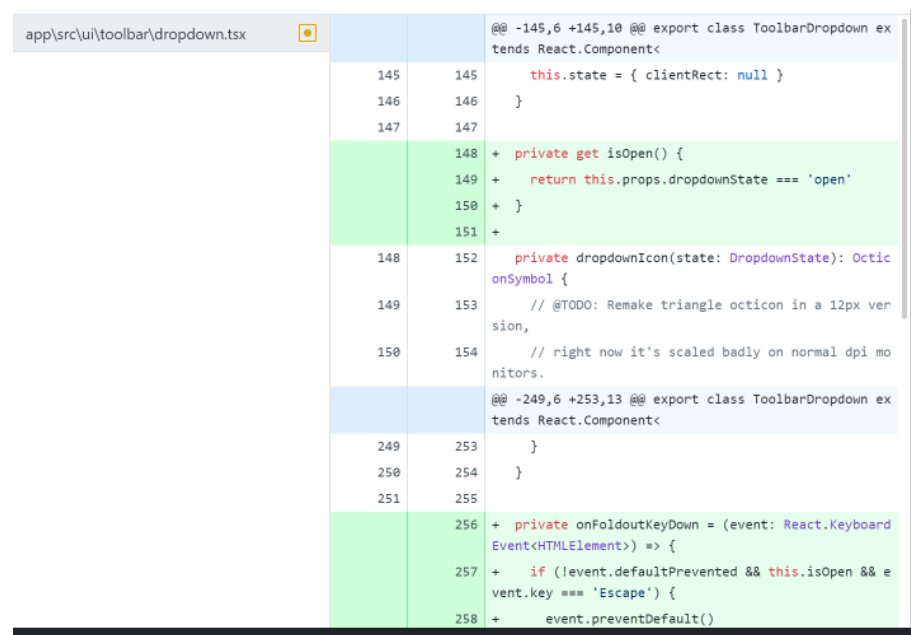 app\src\ui\toolbar\dropdown.tsx
@@ -145,6 +145,10 @@ export class ToolbarDropdown ex
tends React.Component<
145 145 this.state = { clientRect: null }
146 146 }
147 147
148 + private get isOpen() {
149 + return this.props.dropdownState === 'open'
150 + }
151 +
148 152 private dropdownIcon(state: DropdownState): Octic
onSymbol {
149 153 // @TODO: Remake triangle octicon in a 12px ver
sion,
150 154 // right now it's scaled badly on normal dpi mo
nitors.
@@ -249,6 +253,13 @@ export class ToolbarDropdown ex
tends React.Component<
249 253 }
250 254 }
251 255
256 + private onFoldoutKeyDown = (event: React.Keyboard
Event<HTMLElement>) => {
257 + if (!event.defaultPrevented && this.isOpen && e
vent.key === 'Escape') {
258 + event.preventDefault()